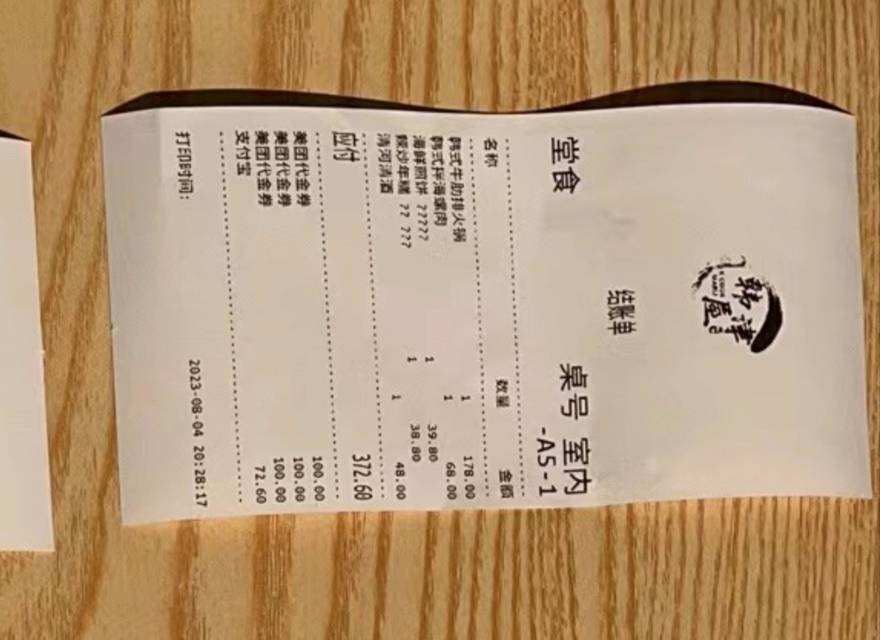 韩
津
屋
结账单
堂食 桌号 室内
-A5-1
名称 数量 金额
韩式牛肋排火锅 1 178.00
韩式拌海螺肉 1 68.00
海鲜煎饼 ????? 1 39.80
辣炒年糕 ?? ??? 1 38.80
清河清酒 1 48.00
应付 372.60
美团代金券 100.00
美团代金券 100.00
美团代金券 100.00
支付宝 72.60
打印时间: 2023-08-04 20:28:17